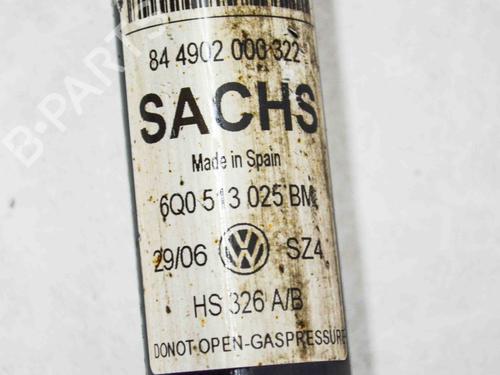 84 4902 000 322
SACHS
Made in Spain
6Q0 513 025 BM
29/06 VW SZ4
HS 326 A/B
DONOT OPEN-GASPRESSURE
B-PARTS